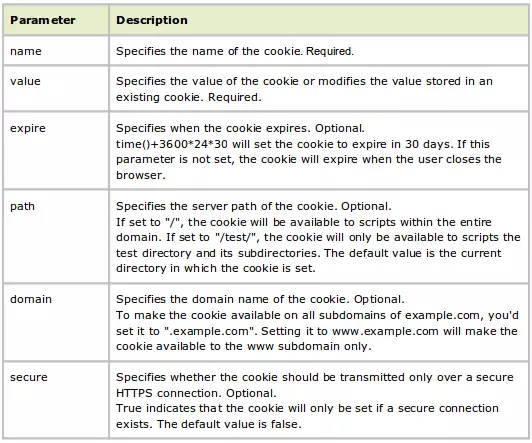 Parameter Description
name Specifies the name of the cookie. Required.
value Specifies the value of the cookie or modifies the value stored in an
existing cookie. Required.
expire Specifies when the cookie expires. Optional.
time()+3600*24*30 will set the cookie to expire in 30 days. If this
parameter is not set, the cookie will expire when the user closes the
browser.
path Specifies the server path of the cookie. Optional.
If set to "/", the cookie will be available to scripts within the entire
domain. If set to "/test/", the cookie will only be available to scripts the
test directory and its subdirectories. The default value is the current
directory in which the cookie is set.
domain Specifies the domain name of the cookie. Optional.
To make the cookie available on all subdomains of example.com, you'd
set it to ".example.com". Setting it to www.example.com will make the
cookie available to the www subdomain only.
secure Specifies whether the cookie should be transmitted only over a secure
HTTPS connection. Optional.
True indicates that the cookie will only be set if a secure connection
exists. The default value is false.